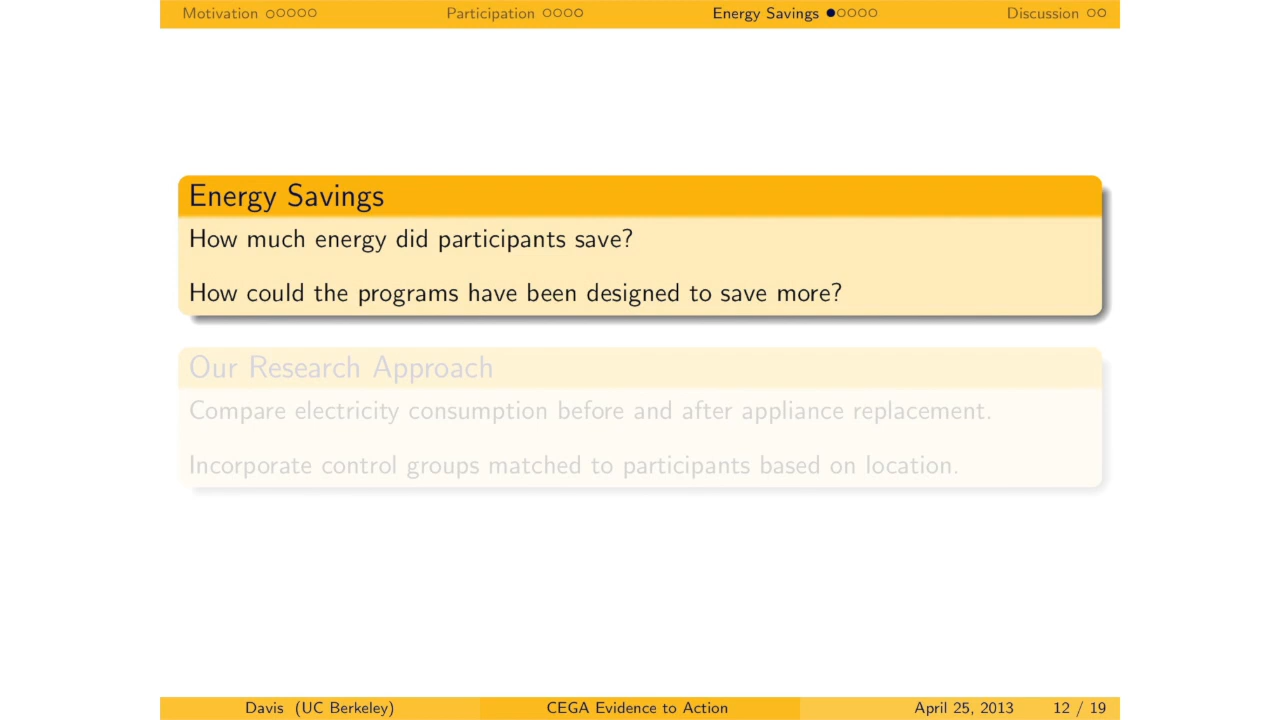 Motivation Participation Energy Savings Discussion
Energy Savings
How much energy did participants save?
How could the programs have been designed to save more?
Our Research Approach
Compare electricity consumption before and after appliance replacement.
Incorporate control groups matched to participants based on location.
Davis (UC Berkeley) CEGA Evidence to Action April 25, 2013 12 / 19